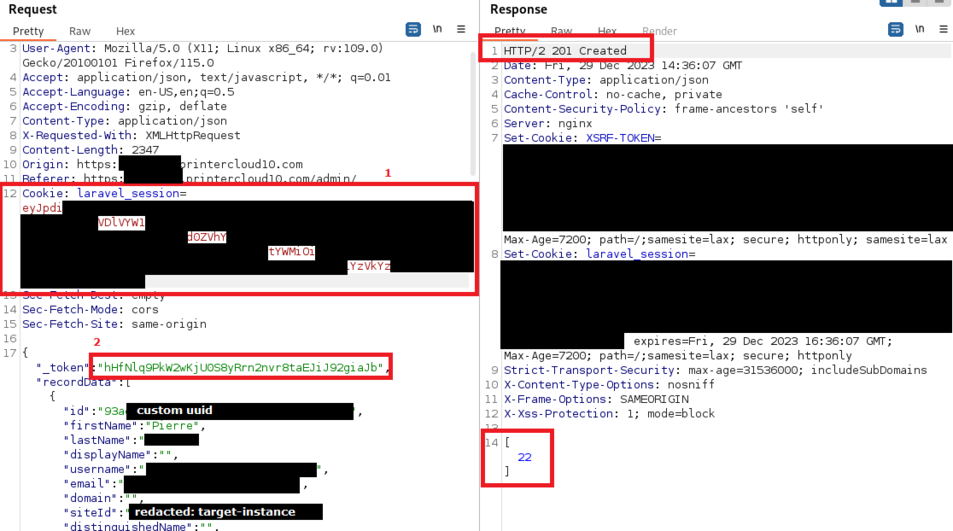 Request
Pretty Raw Hex
\n
3 User-Agent: Mozilla/5.0 (X11; Linux x86_64; rv:109.0)
Gecko/20100101 Firefox/115.0
4 Accept: application/json, text/javascript, */*; q=0.01
5 Accept-Language: en-US,en;q=0.5
6 Accept-Encoding: gzip, deflate
7 Content-Type: application/json
8 X-Requested-With: XMLHttpRequest
9 Content-Length: 2347
10 Origin: https: printercloud10.com
11 Referer: https: .printercloud10.com/admin/
1
12 Cookie: laravel_session=
eyJpdi
VDlVYW1
dOZVhY
tYWMiOi
YzVkYz
13 Sec-Fetch-Dest: empty
14 Sec-Fetch-Mode: cors
15 Sec-Fetch-Site: same-origin
16
2
17 {
"_token":"hHfNlq9PkW2wKjU0S8yRrn2nvr8taEJiJ92giaJb",
"recordData":[
{
"id":"93a custom uuid ",
"firstName":"Pierre",
"lastName":"
"displayName":"",
"username":" ",
"email":" ,
"domain":"",
"siteId": redacted: target-instance
"distinguishedName":"",
Response
Pretty Raw Hex Render
\n
1 HTTP/2 201 Created
2 Date: Fri, 29 Dec 2023 14:36:07 GMT
3 Content-Type: application/json
4 Cache-Control: no-cache, private
5 Content-Security-Policy: frame-ancestors 'self'
6 Server: nginx
7 Set-Cookie: XSRF-TOKEN=
Max-Age=7200; path=/;samesite=lax; secure; httponly; samesite=lax
8 Set-Cookie: laravel_session=
expires=Fri, 29 Dec 2023 16:36:07 GMT;
Max-Age=7200; path=/;samesite=lax; secure; httponly
9 Strict-Transport-Security: max-age=31536000; includeSubDomains
10 X-Content-Type-Options: nosniff
11 X-Frame-Options: SAMEORIGIN
12 X-Xss-Protection: 1; mode=block
13
14 [
22
]